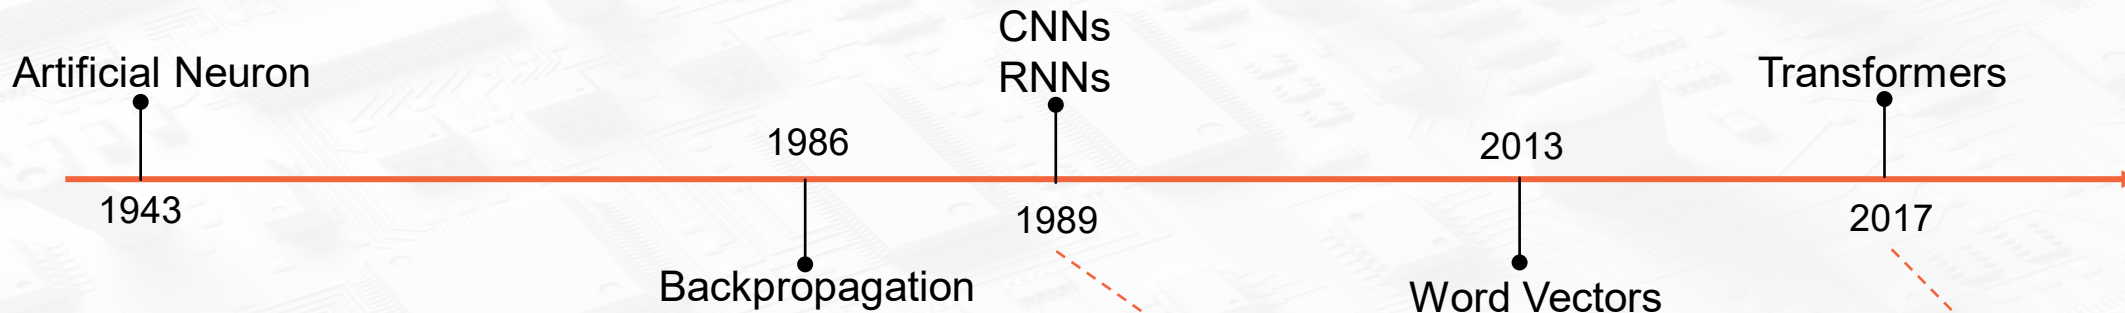 Artificial Neuron
1943
1986
Backpropagation
CNNs
RNNs
1989
2013
Word Vectors
Transformers
2017